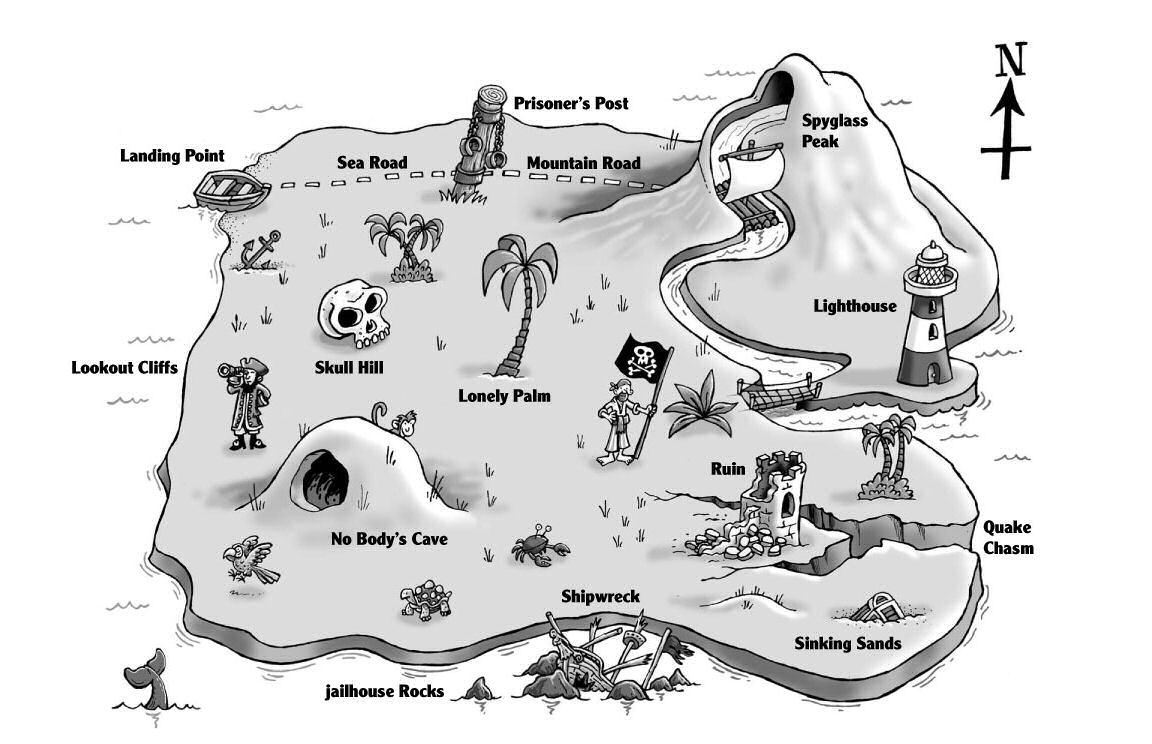 N
Prisoner's Post
Spyglass
Peak
Landing Point
Sea Road
Mountain Road
Lighthouse
Lookout Cliffs
Skull Hill
Lonely Palm
Ruin
No Body's Cave
Quake
Chasm
Shipwreck
Sinking Sands
jailhouse Rocks